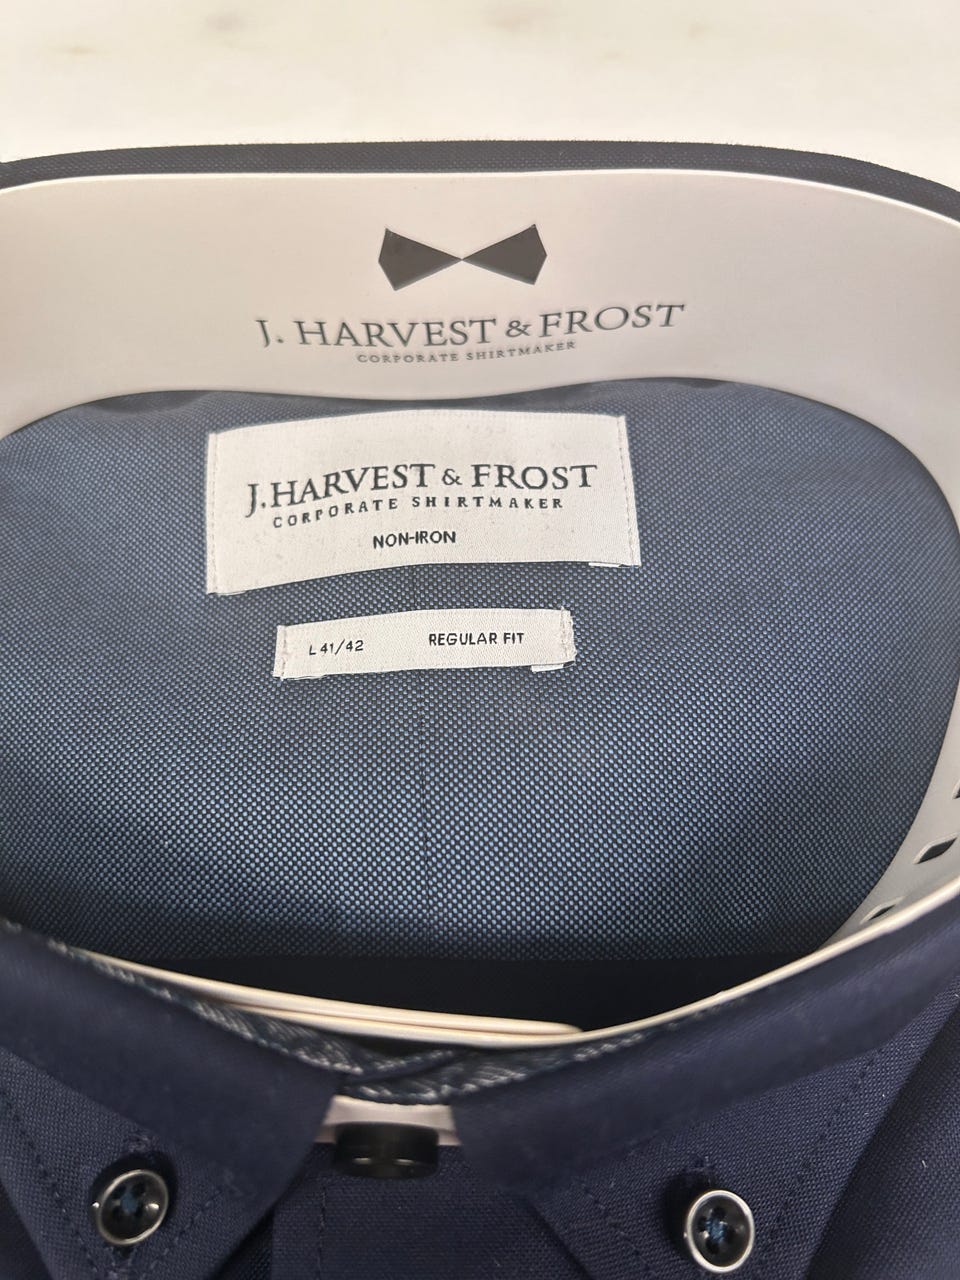 J. HARVEST & FROST
CORPORATE SHIRTMAKER
J.HARVEST & FROST
CORPORATE SHIRTMAKER
NON-IRON
L 41/42 REGULAR FIT